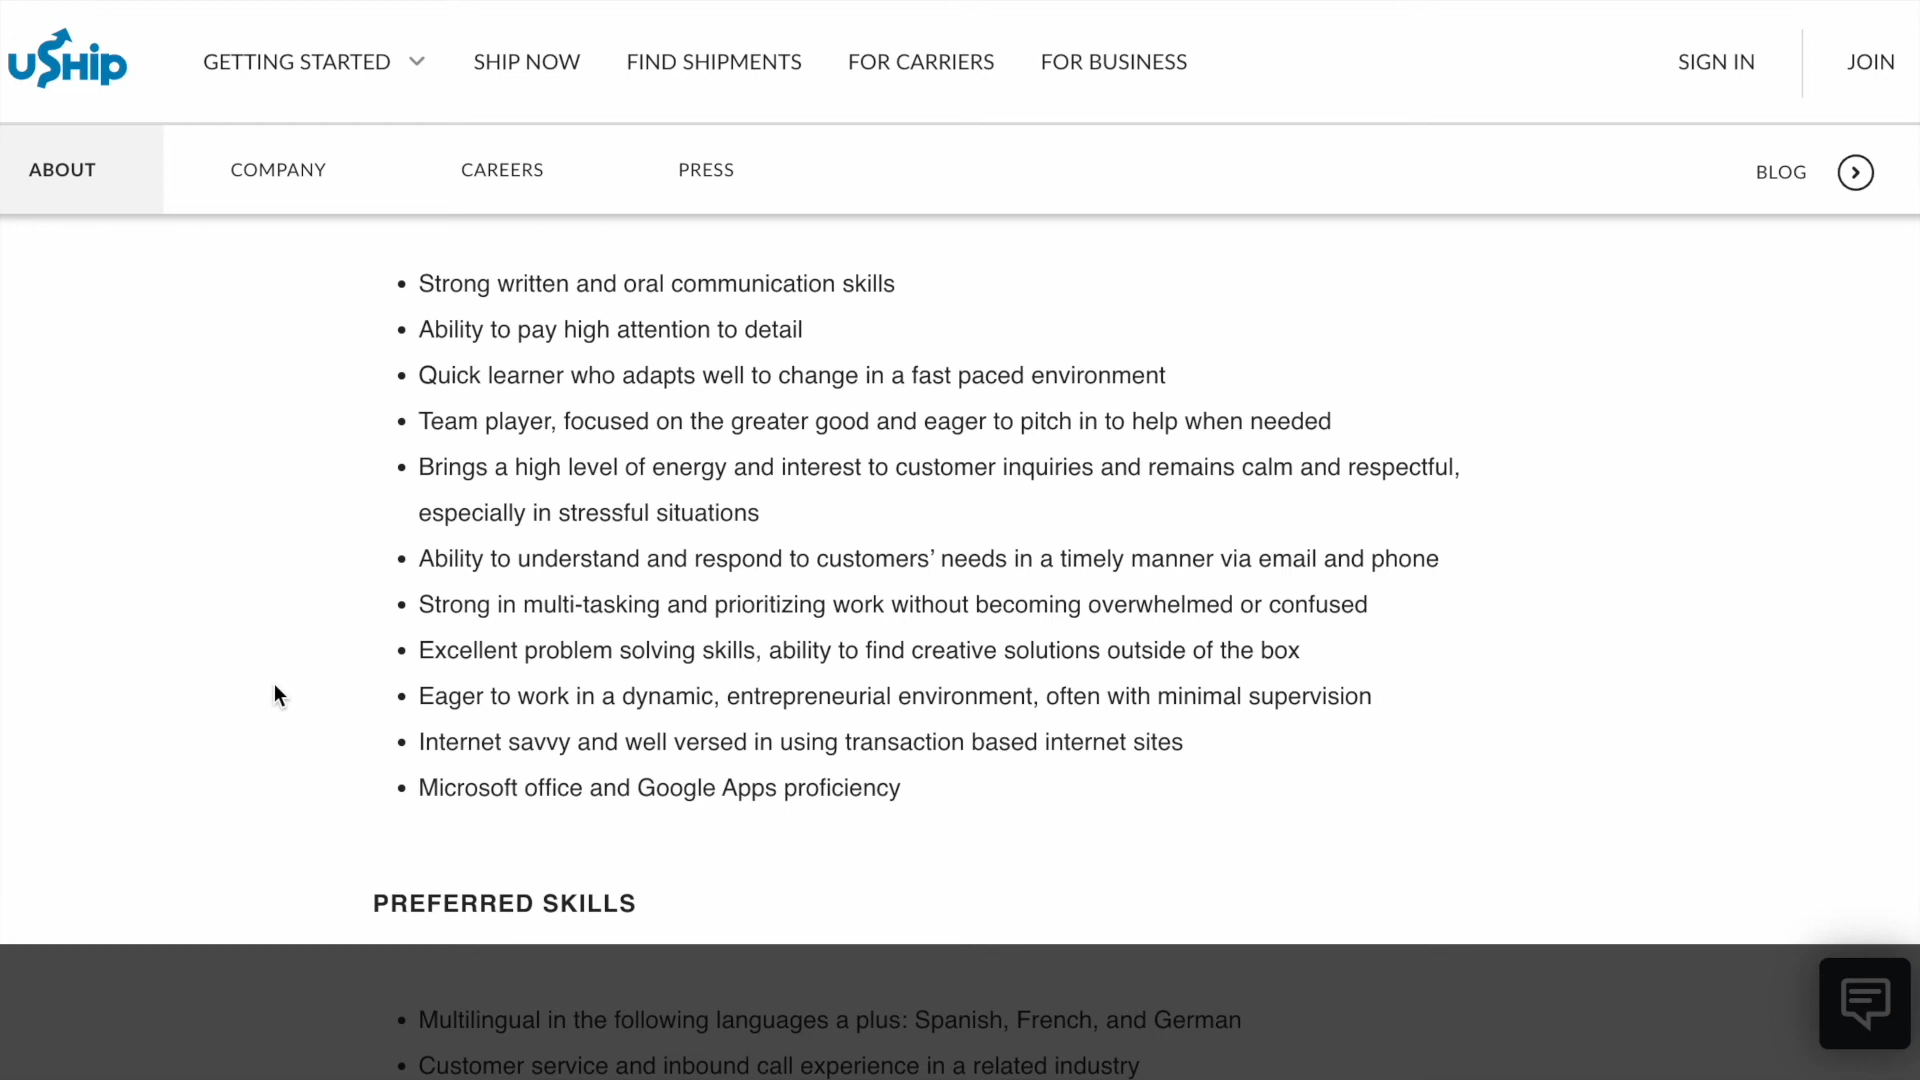 uShip
GETTING STARTED
SHIP NOW
FIND SHIPMENTS
FOR CARRIERS
FOR BUSINESS
SIGN IN
JOIN
ABOUT
COMPANY
CAREERS
PRESS
BLOG
• Strong written and oral communication skills
• Ability to pay high attention to detail
• Quick learner who adapts well to change in a fast paced environment
• Team player, focused on the greater good and eager to pitch in to help when needed
• Brings a high level of energy and interest to customer inquiries and remains calm and respectful,
especially in stressful situations
• Ability to understand and respond to customers’ needs in a timely manner via email and phone
• Strong in multi-tasking and prioritizing work without becoming overwhelmed or confused
• Excellent problem solving skills, ability to find creative solutions outside of the box
• Eager to work in a dynamic, entrepreneurial environment, often with minimal supervision
• Internet savvy and well versed in using transaction based internet sites
• Microsoft office and Google Apps proficiency
PREFERRED SKILLS
• Multilingual in the following languages a plus: Spanish, French, and German
• Customer service and inbound call experience in a related industry